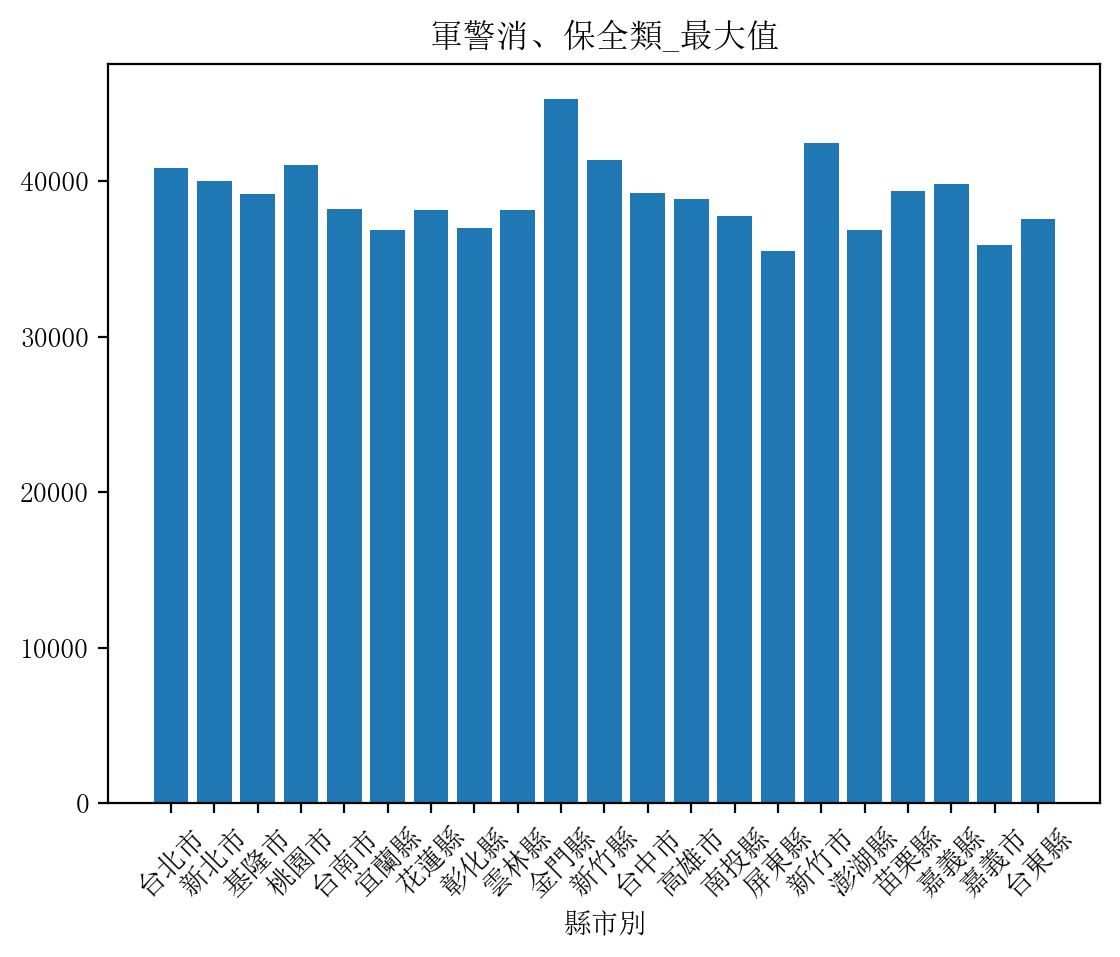 軍警消、保全類_最大值
40000
30000
20000
10000
0
台北市
新北市
基隆市
桃園市
台南市
宜蘭縣
花蓮縣
彰化縣
雲林縣
金門縣
新竹縣
台中市
高雄市
南投縣
屏東縣
新竹市
澎湖縣
苗栗縣
嘉義縣
嘉義市
台東縣
縣市別